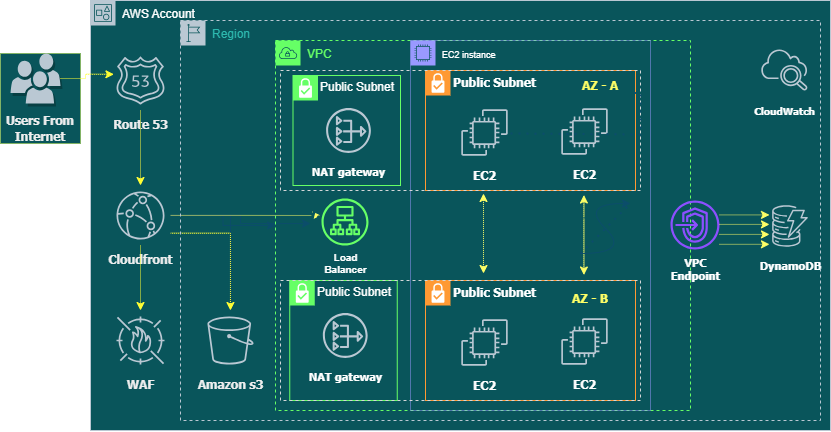 AWS Account
Region
VPC
EC2 instance
Users From
Internet
53
Route 53
Public Subnet
NAT gateway
Public Subnet
AZ - A
EC2
EC2
CloudWatch
Cloudfront
Load
Balancer
VPC
Endpoint
DynamoDB
Public Subnet
NAT gateway
Public Subnet
AZ - B
EC2
EC2
WAF
Amazon s3